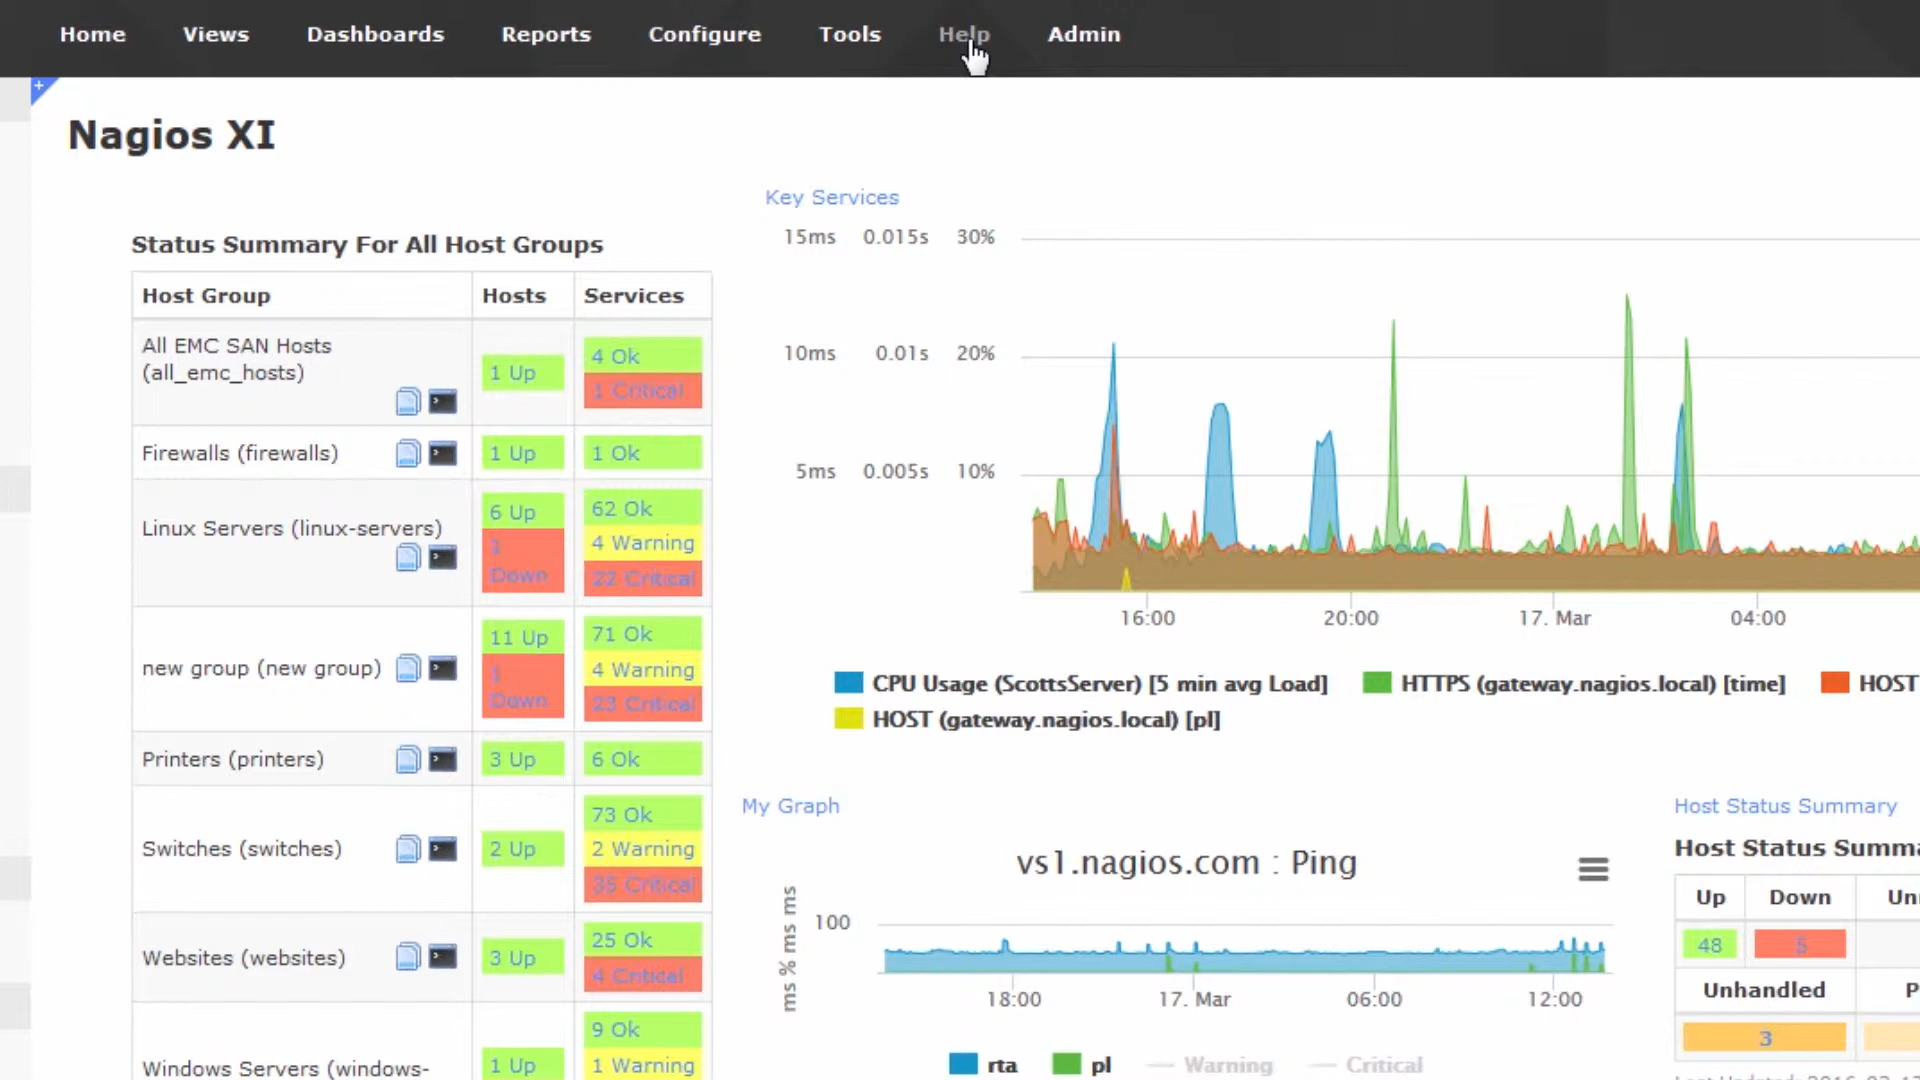 Home Views Dashboards Reports Configure Tools Help Admin
Nagios XI
Status Summary For All Host Groups
Host Group Hosts Services
All EMC SAN Hosts
(all_emc_hosts)
1 Up
4 Ok
1 Critical
Firewalls (firewalls) 1 Up 1 Ok
Linux Servers (linux-servers)
6 Up
1
Down
62 Ok
4 Warning
22 Critical
new group (new group)
11 Up
1
Down
71 Ok
4 Warning
23 Critical
Printers (printers) 3 Up 6 Ok
Switches (switches)
2 Up
73 Ok
2 Warning
35 Critical
Websites (websites)
3 Up
25 Ok
4 Critical
Windows Servers (windows-
1 Up
9 Ok
1 Warning
Key Services
15ms 0.015s 30%
10ms 0.01s 20%
5ms 0.005s 10%
16:00 20:00 17. Mar 04:00
CPU Usage (ScottsServer) [5 min avg Load] HTTPS (gateway.nagios.local) [time] HOST
HOST (gateway.nagios.local) [pl]
My Graph
vs1.nagios.com : Ping
100
ms % ms ms
18:00 17. Mar 06:00 12:00
rta pl Warning Critical
Host Status Summary
Host Status Summa
Up Down Un
48 5
Unhandled P
3